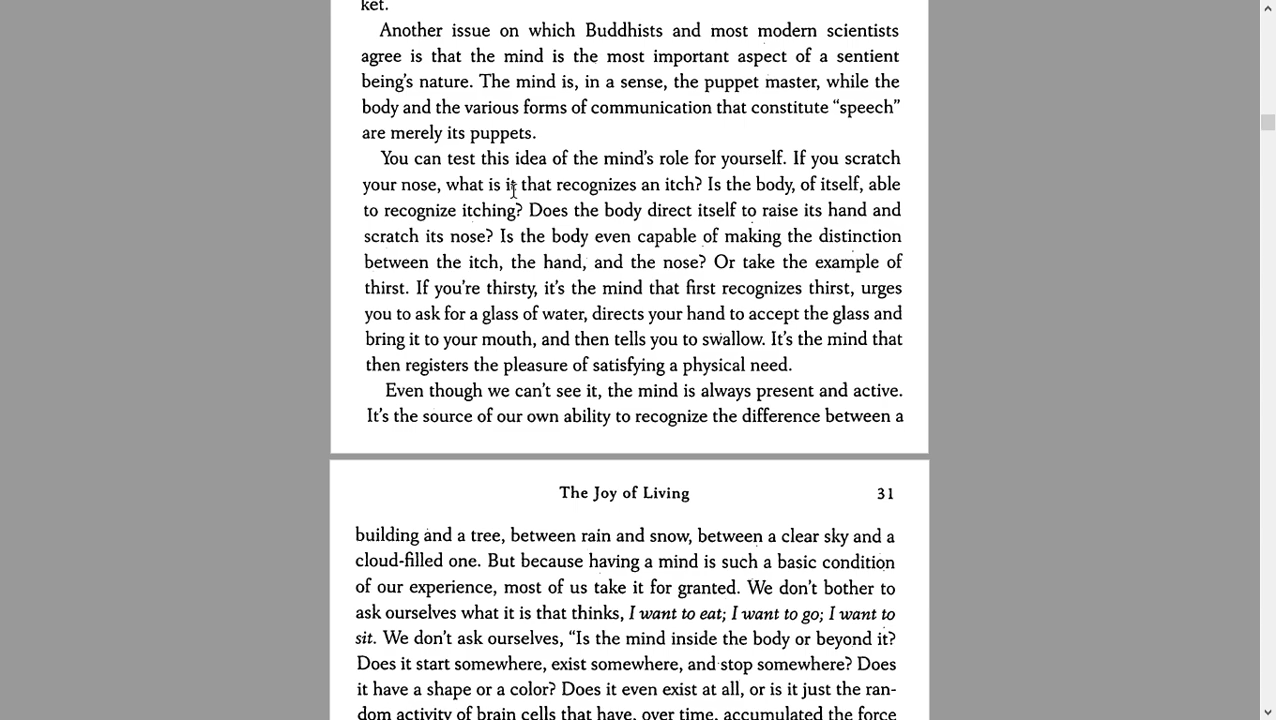 ket.
Another issue on which Buddhists and most modern scientists
agree is that the mind is the most important aspect of a sentient
being's nature. The mind is, in a sense, the puppet master, while the
body and the various forms of communication that constitute “speech”
are merely its puppets.
You can test this idea of the mind's role for yourself. If you scratch
your nose, what is it that recognizes an itch? Is the body, of itself, able
to recognize itching? Does the body direct itself to raise its hand and
scratch its nose? Is the body even capable of making the distinction
between the itch, the hand, and the nose? Or take the example of
thirst. If you're thirsty, it's the mind that first recognizes thirst, urges
you to ask for a glass of water, directs your hand to accept the glass and
bring it to your mouth, and then tells you to swallow. It's the mind that
then registers the pleasure of satisfying a physical need.
Even though we can't see it, the mind is always present and active.
It's the source of our own ability to recognize the difference between a
The Joy of Living 31
building and a tree, between rain and snow, between a clear sky and a
cloud-filled one. But because having a mind is such a basic condition
of our experience, most of us take it for granted. We don't bother to
ask ourselves what it is that thinks, I want to eat; I want to go; I want to
sit. We don't ask ourselves, “Is the mind inside the body or beyond it?
Does it start somewhere, exist somewhere, and stop somewhere? Does
it have a shape or a color? Does it even exist at all, or is it just the ran-
dom activity of brain cells that have, over time, accumulated the force